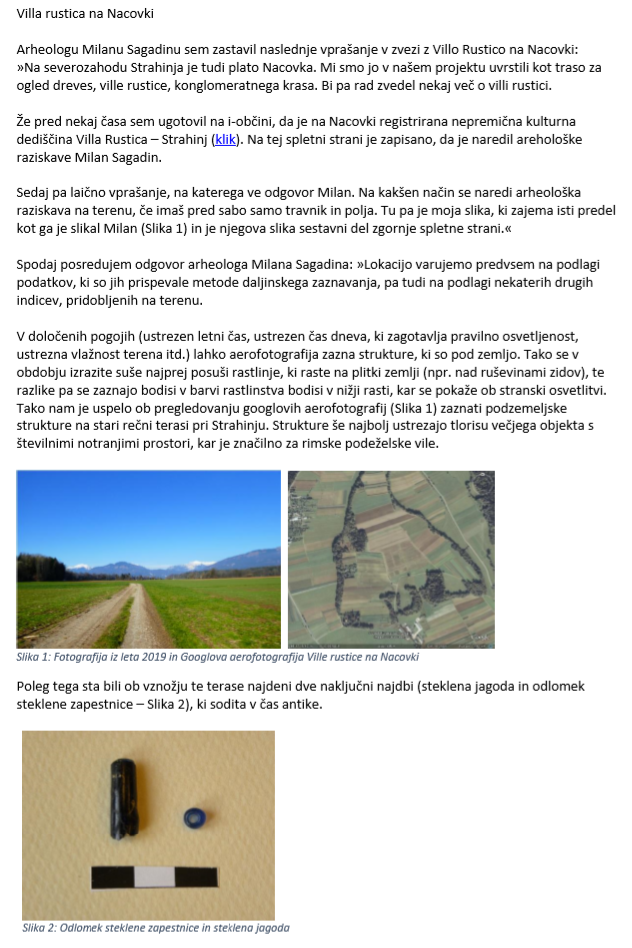 Villa rustica na Nacovki
Arheologu Milanu Sagadinu sem zastavil naslednje vprašanje v zvezi z Villo Rustico na Nacovki:
»Na severozahodu Strahinja je tudi plato Nacovka. Mi smo jo v našem projektu uvrstili kot traso za
ogled dreves, ville rustice, konglomeratnega krasa. Bi pa rad zvedel nekaj več o villi rustici.
Že pred nekaj časa sem ugotovil na i-občini, da je na Nacovki registrirana nepremična kulturna
dediščina Villa Rustica – Strahinj (klik). Na tej spletni strani je zapisano, da je naredil arehološke
raziskave Milan Sagadin.
Sedaj pa laično vprašanje, na katerega ve odgovor Milan. Na kakšen način se naredi arheološka
raziskava na terenu, če imaš pred sabo samo travnik in polja. Tu pa je moja slika, ki zajema isti predel
kot ga je slikal Milan (Slika 1) in je njegova slika sestavni del zgornje spletne strani.«
Spodaj posredujem odgovor arheologa Milana Sagadina: »Lokacijo varujemo predvsem na podlagi
podatkov, ki so jih prispevale metode daljinskega zaznavanja, pa tudi na podlagi nekaterih drugih
indicev, pridobljenih na terenu.
V določenih pogojih (ustrezen letni čas, ustrezen čas dneva, ki zagotavlja pravilno osvetljenost,
ustrezna vlažnost terena itd.) lahko aerofotografija zazna strukture, ki so pod zemljo. Tako se v
obdobju izrazite suše najprej posuši rastlinje, ki raste na plitki zemlji (npr. nad ruševinami zidov), te
razlike pa se zaznajo bodisi v barvi rastlinstva bodisi v nižji rasti, kar se pokaže ob stranski osvetlitvi.
Tako nam je uspelo ob pregledovanju googlovih aerofotografij (Slika 1) zaznati podzemeljske
strukture na stari rečni terasi pri Strahinju. Strukture še najbolj ustrezajo tlorisu večjega objekta s
številnimi notranjimi prostori, kar je značilno za rimske podeželske vile.
Slika 1: Fotografija iz leta 2019 in Googlova aerofotografija Ville rustice na Nacovki
Poleg tega sta bili ob vznožju te terase najdeni dve naključni najdbi (steklena jagoda in odlomek
steklene zapestnice – Slika 2), ki sodita v čas antike.
Slika 2: Odlomek steklene zapestnice in steklena jagoda